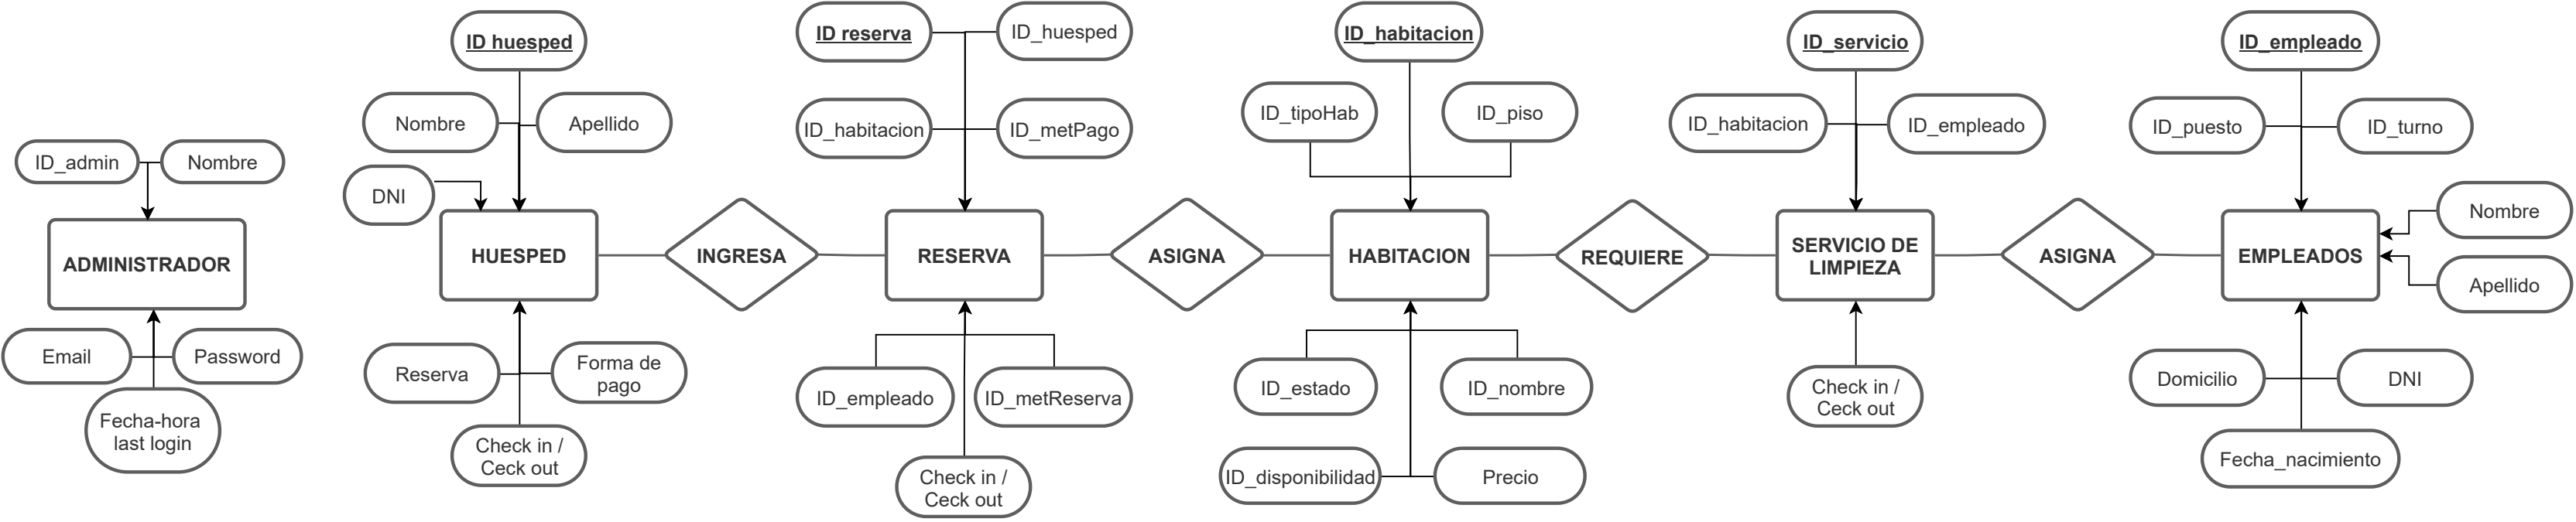 ID_admin
Nombre
ADMINISTRADOR
Email
Password
Fecha-hora
last login
ID huesped
Nombre
Apellido
DNI
HUESPED
Reserva
Forma de
pago
Check in /
Ceck out
INGRESA
ID reserva
ID_huesped
ID_habitacion
ID_metPago
RESERVA
ID_empleado
ID_metReserva
Check in /
Ceck out
ASIGNA
ID_habitacion
ID_tipoHab
ID_piso
HABITACION
ID_estado
ID_nombre
ID_disponibilidad
Precio
REQUIERE
ID_servicio
ID_habitacion
ID_empleado
SERVICIO DE
LIMPIEZA
Check in /
Ceck out
ASIGNA
ID_empleado
ID_puesto
ID_turno
Nombre
EMPLEADOS
Apellido
Domicilio
DNI
Fecha_nacimiento